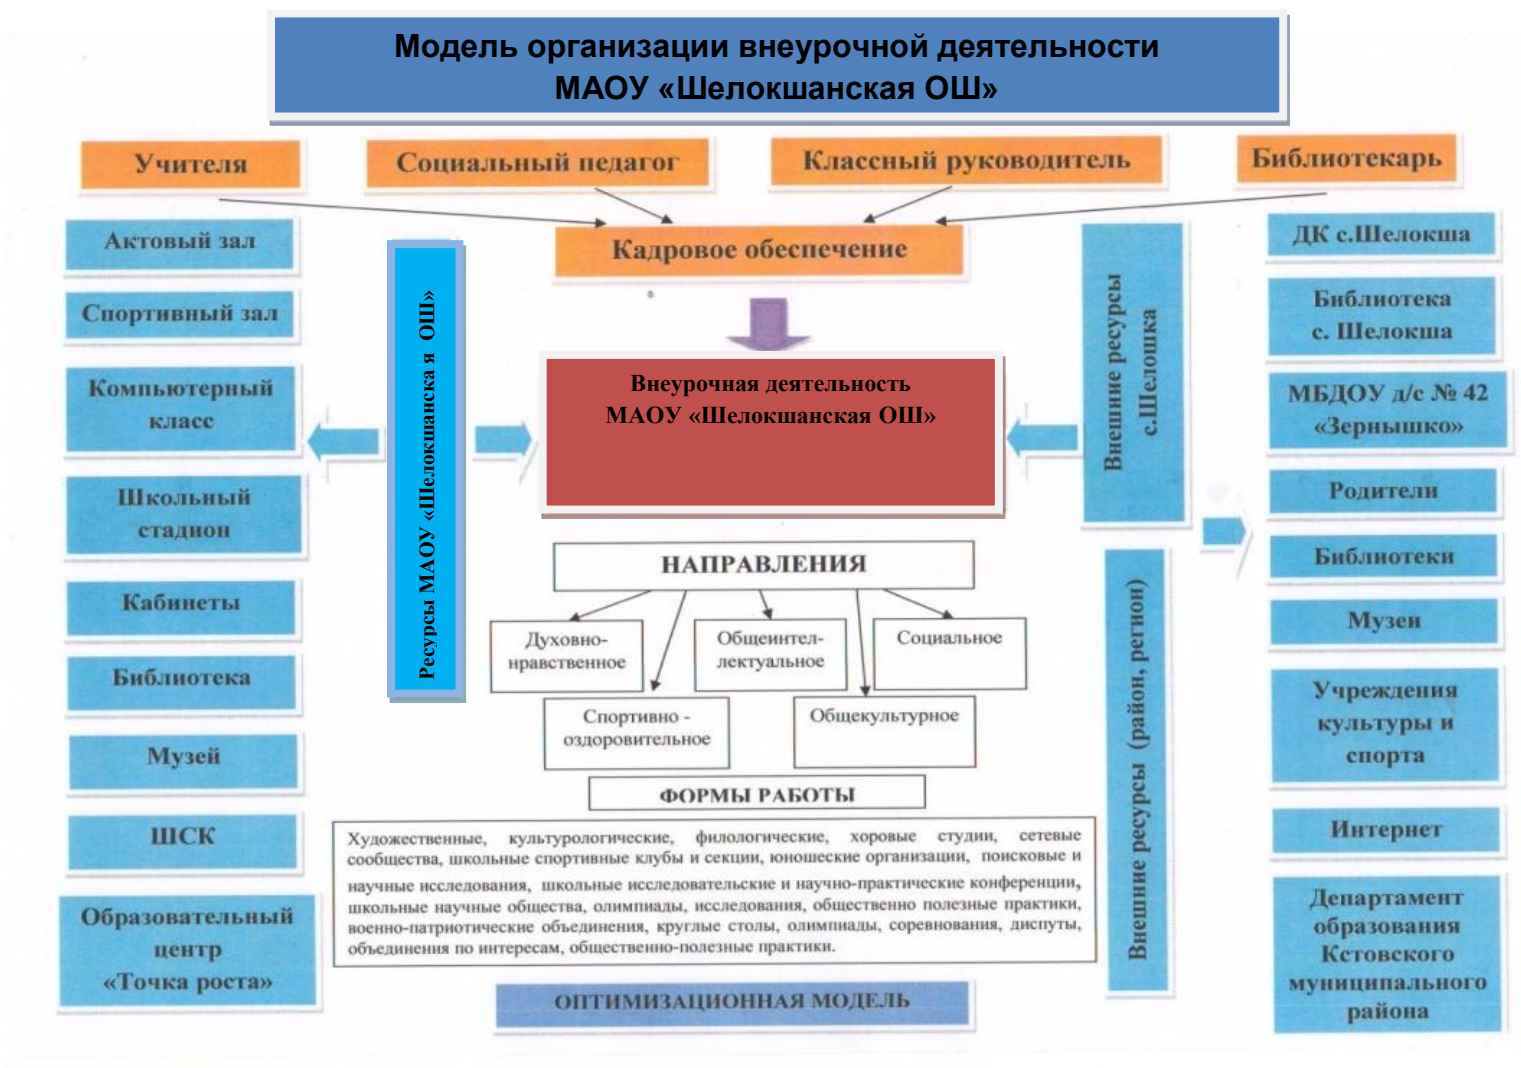 Модель организации внеурочной деятельности
МАОУ «Шелокшанская ОШ»
Учителя
Социальный педагог
Классный руководитель
Библиотекарь
Кадровое обеспечение
Актовый зал
Спортивный зал
Компьютерный
класс
Школьный
стадион
Кабинеты
Библиотека
Музей
ШСК
Образовательный
центр
«Точка роста»
Ресурсы МАОУ «Шелокшанска я ОШ»
Внеурочная деятельность
МАОУ «Шелокшанская ОШ»
НАПРАВЛЕНИЯ
Духовно-
нравственное
Общеинтел-
лектуальное
Социальное
Спортивно -
оздоровительное
Общекультурное
ФОРМЫ РАБОТЫ
Художественные, культурологические, филологические, хоровые студии, сетевые
сообщества, школьные спортивные клубы и секции, юношеские организации, поисковые и
научные исследования, школьные исследовательские и научно-практические конференции,
школьные научные общества, олимпиады, исследования, общественно полезные практики,
военно-патриотические объединения, круглые столы, олимпиады, соревнования, диспуты,
объединения по интересам, общественно-полезные практики.
ОПТИМИЗАЦИОННАЯ МОДЕЛЬ
Внешние ресурсы
с.Шелошка
Внешние ресурсы (район, регион)
ДК с.Шелокша
Библиотека
с. Шелокша
МБДОУ д/с № 42
«Зернышко»
Родители
Библиотеки
Музеи
Учреждения
культуры и
спорта
Интернет
Департамент
образования
Кстовского
муниципального
района